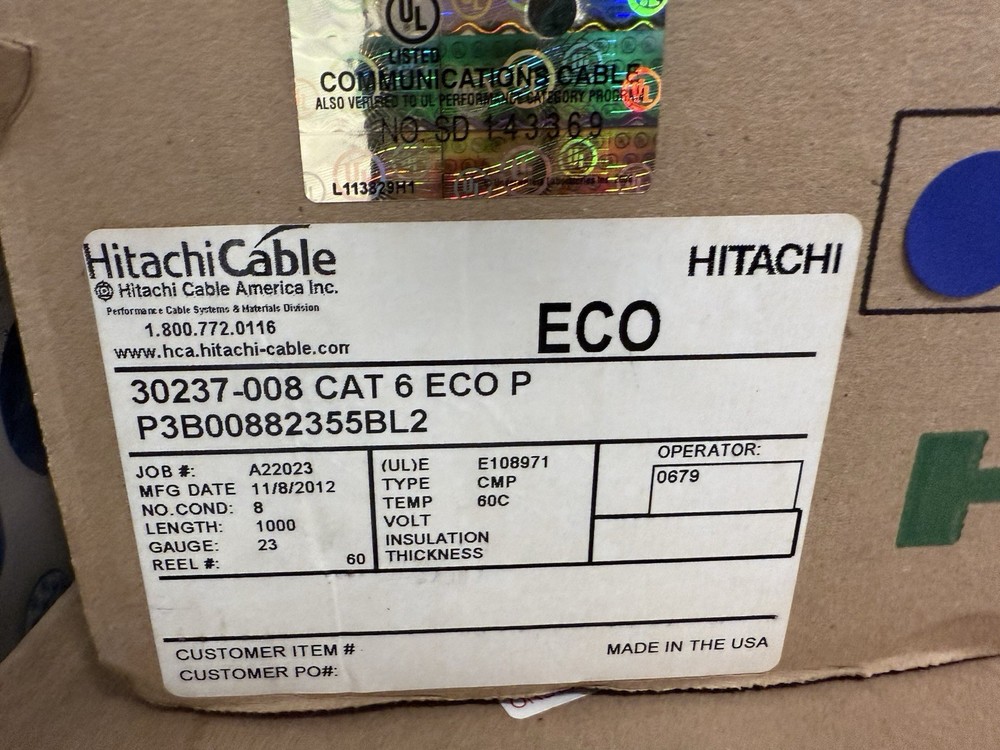 UL
LISTED
COMMUNICATIONS CABLE
ALSO VERIFIED TO UL PERFORMANCE CATEGORY PROGRAM
NO. SD 143369
L113829H1
HitachiCable
Hitachi Cable America Inc.
Performance Cable Systems & Materials Division
1.800.772.0116
www.hca.hitachi-cable.com
HITACHI
ECO
30237-008 CAT 6 ECO P
P3B00882355BL2
JOB #: A22023
MFG DATE 11/8/2012
NO.COND: 8
LENGTH: 1000
GAUGE: 23
REEL #: 60
(UL)E E108971
TYPE CMP
TEMP 60C
VOLT
INSULATION
THICKNESS
OPERATOR:
0679
CUSTOMER ITEM #
CUSTOMER PO#:
MADE IN THE USA